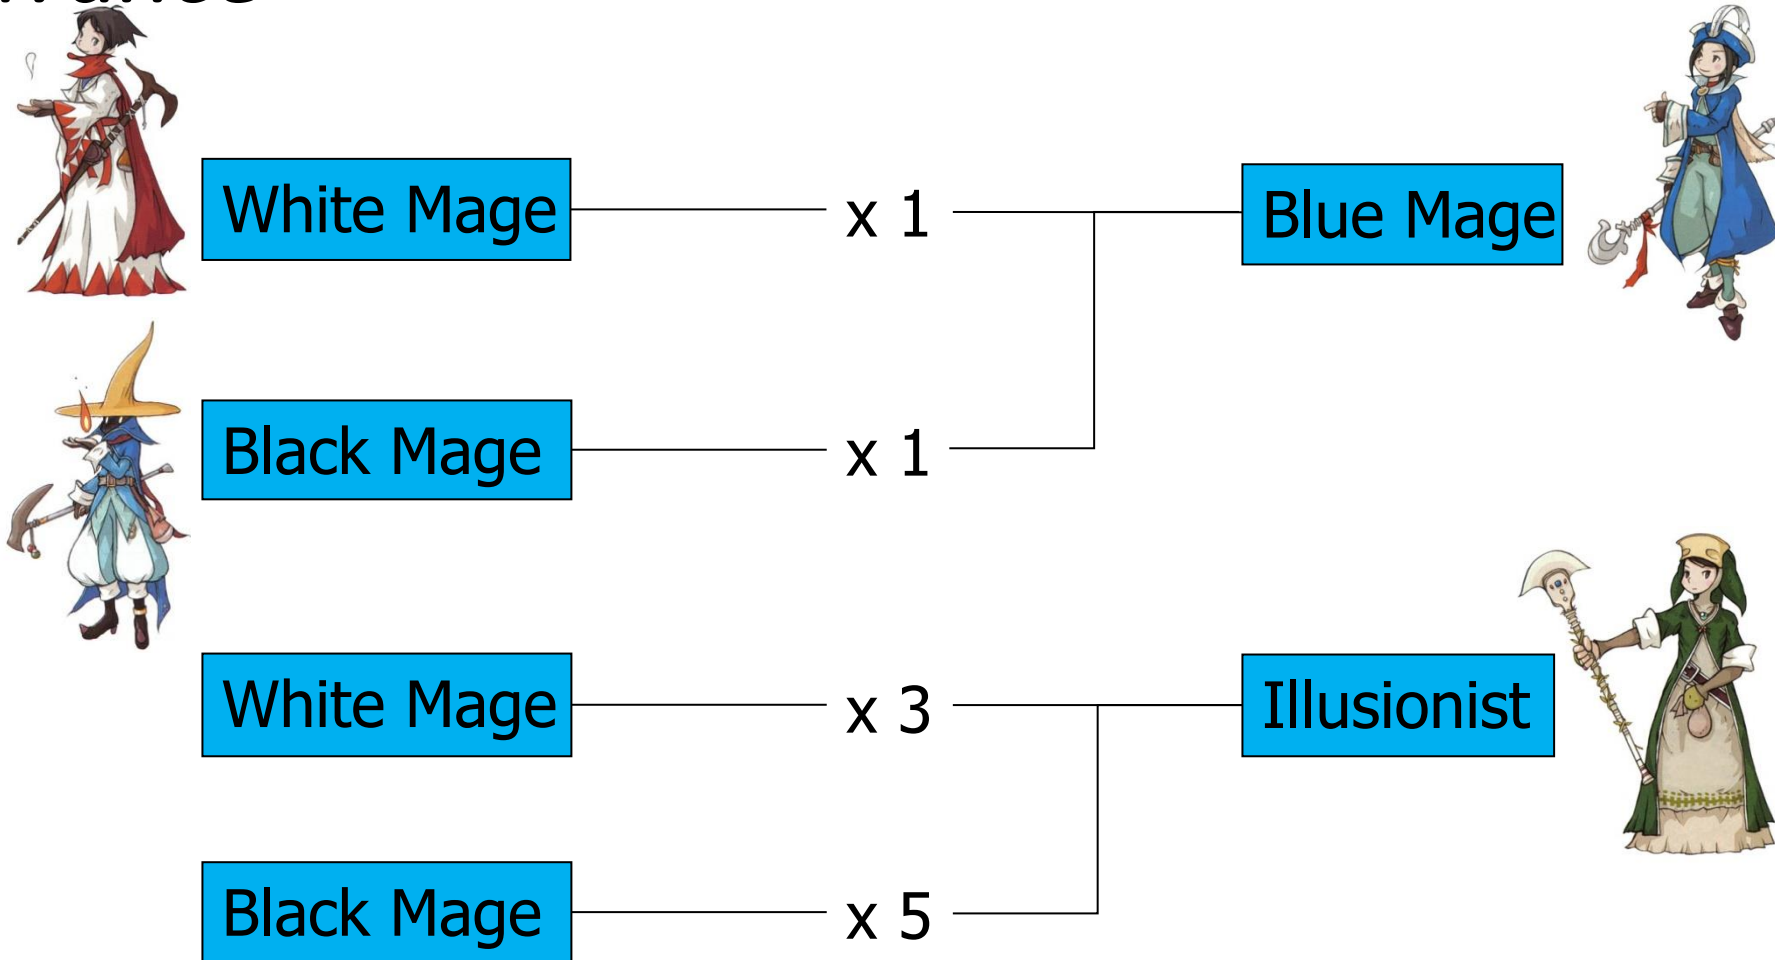 White Mage x 1 Blue Mage
Black Mage x 1
White Mage x 3 Illusionist
Black Mage x 5